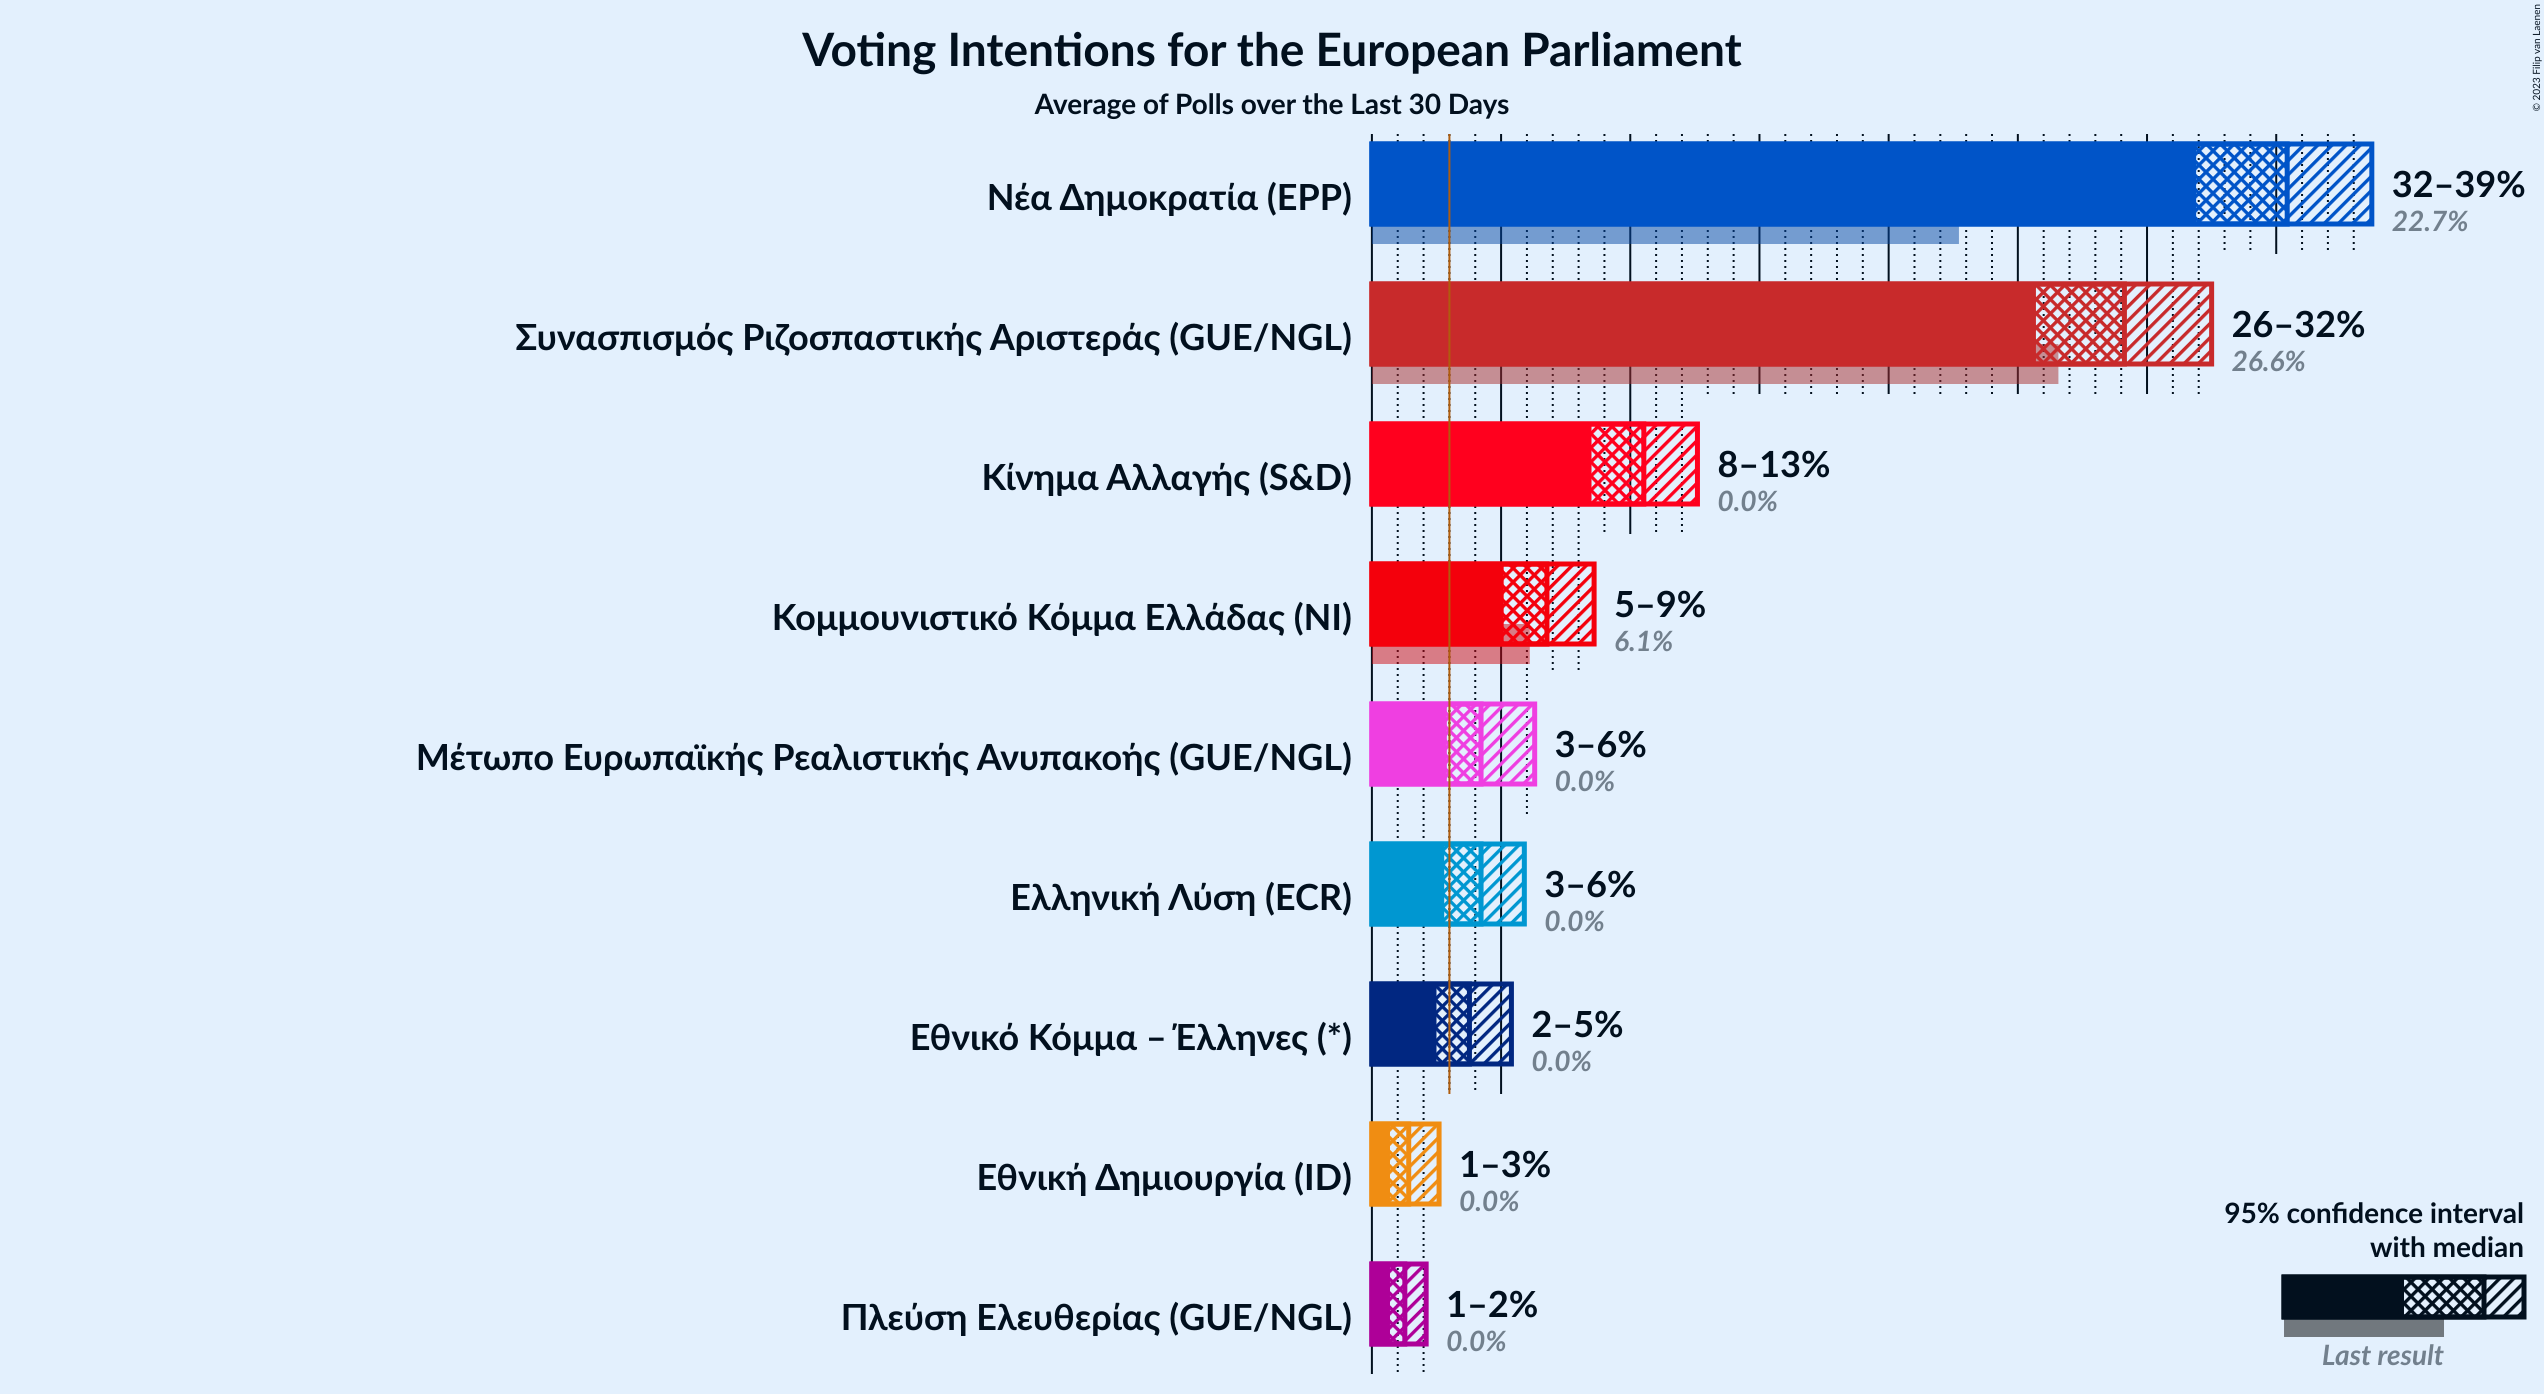 Voting Intentions for the European Parliament
Average of Polls over the Last 30 Days
© 2023 Filip van Laenen
Νέα Δημοκρατία (EPP)
32–39%
22.7%
Συνασπισμός Ριζοσπαστικής Αριστεράς (GUE/NGL)
26–32%
26.6%
Κίνημα Αλλαγής (S&D)
8–13%
0.0%
Κομμουνιστικό Κόμμα Ελλάδας (NI)
5–9%
6.1%
Μέτωπο Ευρωπαϊκής Ρεαλιστικής Ανυπακοής (GUE/NGL)
3–6%
0.0%
Ελληνική Λύση (ECR)
3–6%
0.0%
Εθνικό Κόμμα – Έλληνες (*)
2–5%
0.0%
Εθνική Δημιουργία (ID)
1–3%
0.0%
Πλεύση Ελευθερίας (GUE/NGL)
1–2%
0.0%
95% confidence interval
with median
Last result